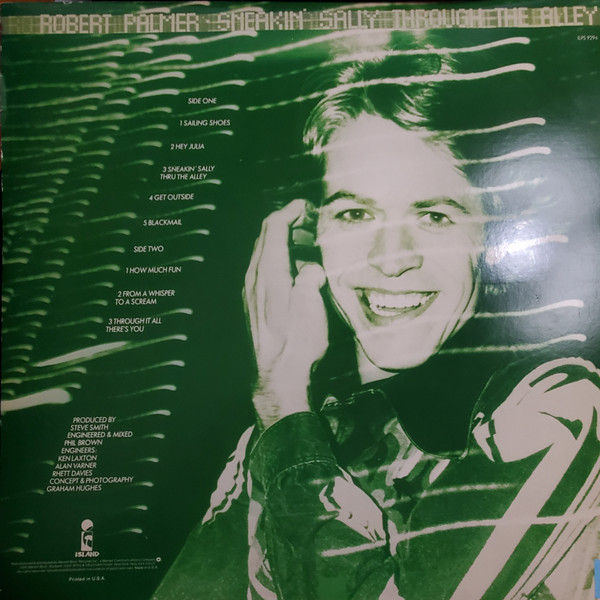 ROBERT PALMER SNEAKIN' SALLY THROUGH THE ALLEY
ILPS 9294
SIDE ONE
1 SAILING SHOES
2 HEY JULIA
3 SNEAKIN' SALLY
THRU THE ALLEY
4 GET OUTSIDE
5 BLACKMAIL
SIDE TWO
1 HOW MUCH FUN
2 FROM A WHISPER
TO A SCREAM
3 THROUGH IT ALL
THERE'S YOU
PRODUCED BY
STEVE SMITH
ENGINEERED & MIXED
PHIL BROWN
ENGINEERS:
KEN LAXTON
ALAN VARNER
RHETT DAVIES
CONCEPT & PHOTOGRAPHY
GRAHAM HUGHES
ISLAND
Printed in U.S.A